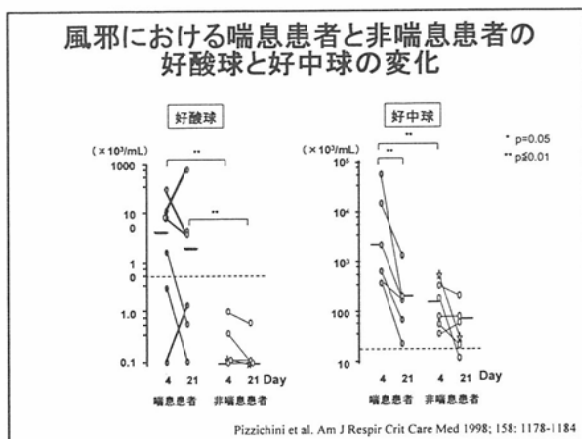 風邪における喘息患者と非喘息患者の
好酸球と好中球の変化
好酸球
(×10³/mL)
1000
10
0
1
0
1.0
0.1
**
**
4 21 4 21 Day
喘息患者 非喘息患者
好中球
(×10³/mL)
10⁵
10⁴
10³
100
10
**
**
* p=0.05
** p≦0.01
4 21 4 21 Day
喘息患者 非喘息患者
Pizzichini et al. Am J Respir Crit Care Med 1998; 158: 1178-1184